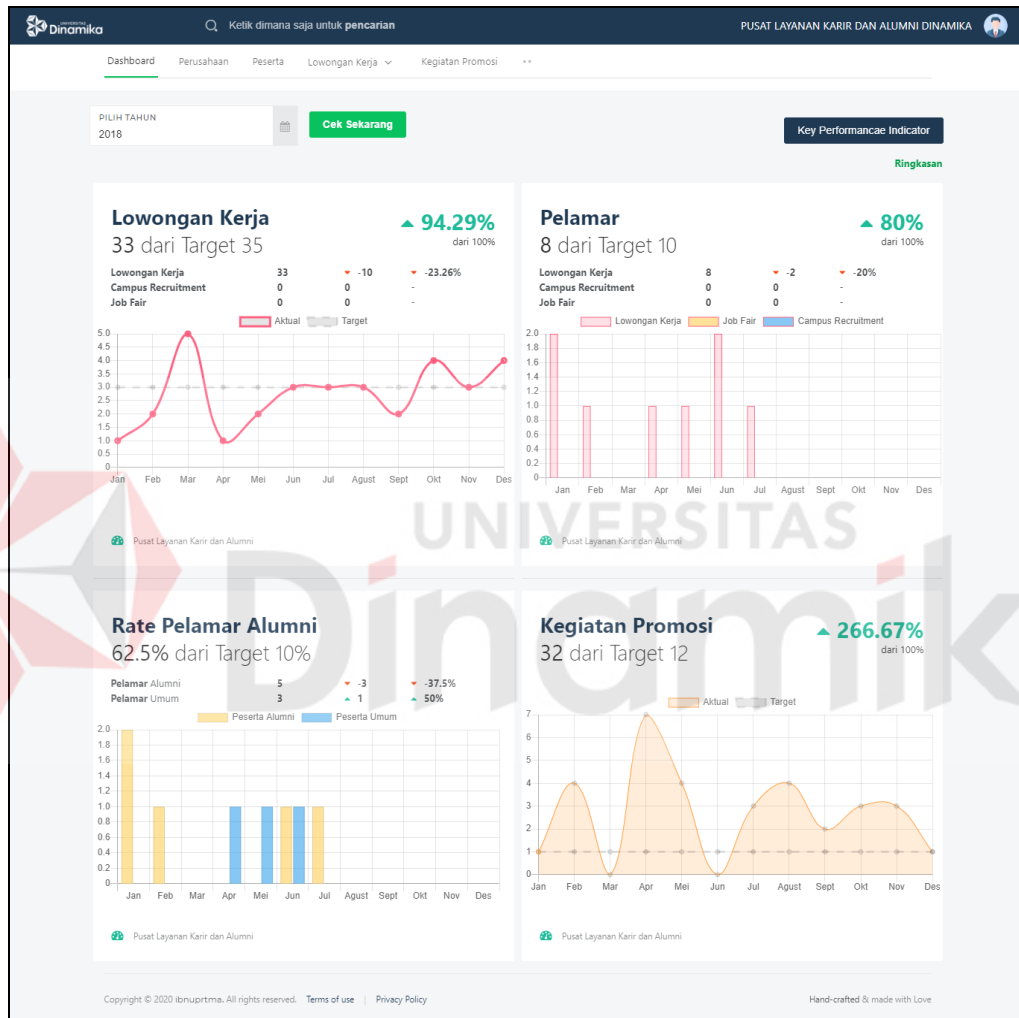 UNIVERSITAS
Dinamika
Ketik dimana saja untuk pencarian
PUSAT LAYANAN KARIR DAN ALUMNI DINAMIKA
Dashboard Perusahaan Peserta Lowongan Kerja Kegiatan Promosi
PILIH TAHUN
2018
Cek Sekarang
Key Performancae Indicator
Ringkasan
Lowongan Kerja
94.29%
33 dari Target 35
dari 100%
Lowongan Kerja 33 -10 -23.26%
Campus Recruitment 0 0 -
Job Fair 0 0 -
Aktual Target
5.0
4.5
4.0
3.5
3.0
2.5
2.0
1.5
1.0
0.5
0
Jan Feb Mar Apr Mei Jun Jul Agust Sept Okt Nov Des
Pusat Layanan Karir dan Alumni
Pelamar
80%
8 dari Target 10
dari 100%
Lowongan Kerja 8 -2 -20%
Campus Recruitment 0 0 -
Job Fair 0 0 -
Lowongan Kerja Job Fair Campus Recruitment
2.0
1.8
1.6
1.4
1.2
1.0
0.8
0.6
0.4
0.2
0
Jan Feb Mar Apr Mei Jun Jul Agust Sept Okt Nov Des
Pusat Layanan Karir dan Alumni
UNIVERSITAS
Dinamik
Rate Pelamar Alumni
62.5% dari Target 10%
Pelamar Alumni 5 -3 -37.5%
Pelamar Umum 3 1 50%
Peserta Alumni Peserta Umum
2.0
1.8
1.6
1.4
1.2
1.0
0.8
0.6
0.4
0.2
0
Jan Feb Mar Apr Mei Jun Jul Agust Sept Okt Nov Des
Pusat Layanan Karir dan Alumni
Kegiatan Promosi
266.67%
32 dari Target 12
dari 100%
Aktual Target
7
6
5
4
3
2
1
0
Jan Feb Mar Apr Mei Jun Jul Agust Sept Okt Nov Des
Pusat Layanan Karir dan Alumni
Copyright © 2020 ibnuprtma. All rights reserved. Terms of use | Privacy Policy
Hand-crafted & made with Love